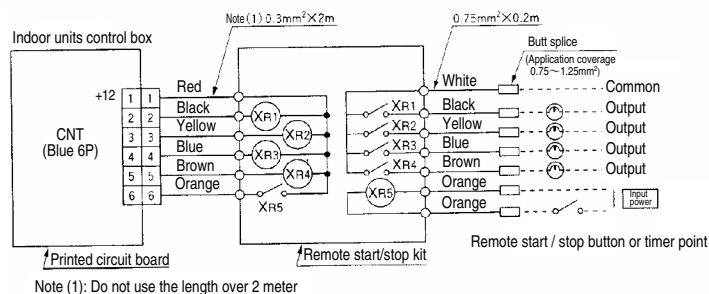 Note (1) 0.3mm²×2m
0.75mm²×0.2m
Indoor units control box
Butt splice
(Application coverage
0.75～1.25mm²)
+12
CNT
(Blue 6P)
1 1
2 2
3 3
4 4
5 5
6 6
Red
Black
Yellow
Blue
Brown
Orange
XR1
XR2
XR3
XR4
XR5
XR1
XR2
XR3
XR4
XR5
White
Black
Yellow
Blue
Brown
Orange
Orange
Common
Output
Output
Output
Output
Input
power
Printed circuit board
Remote start/stop kit
Remote start / stop button or timer point
Note (1): Do not use the length over 2 meter